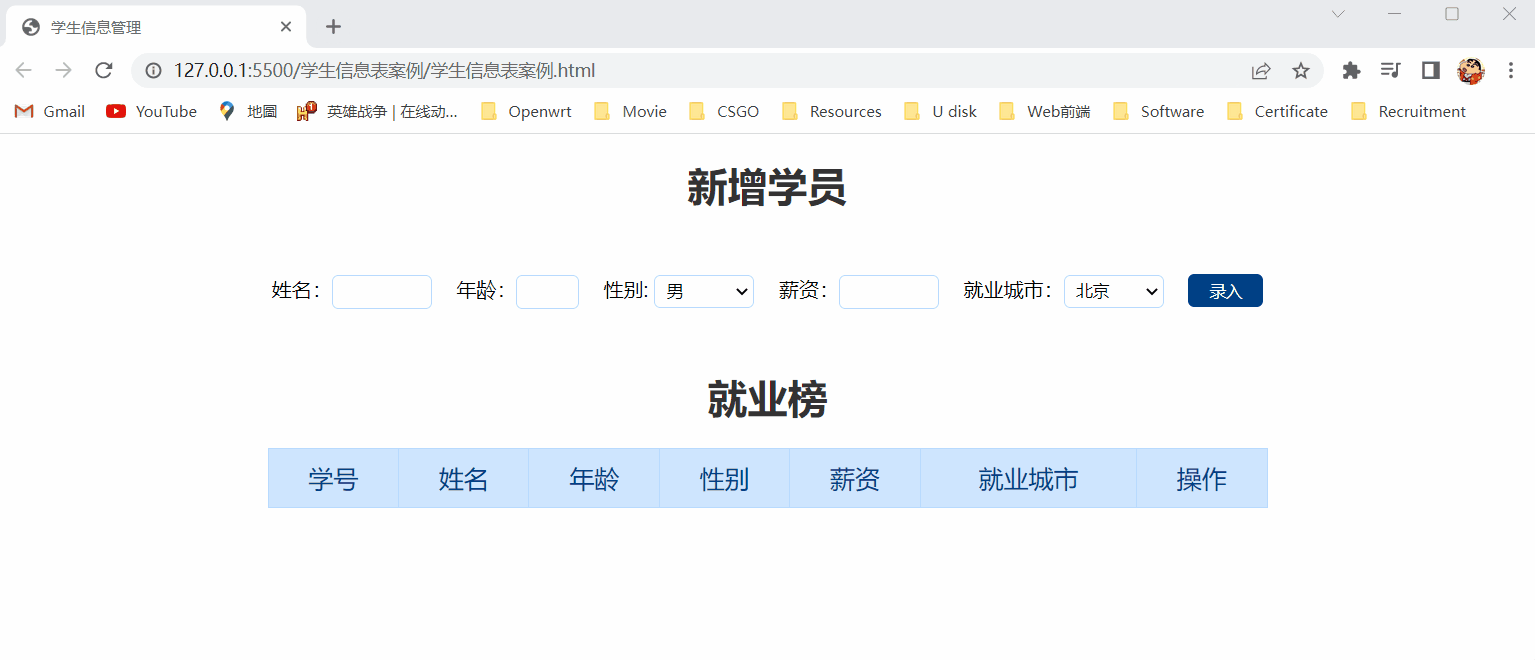 学生信息管理
127.0.0.1:5500/学生信息表案例/学生信息表案例.html
Gmail YouTube 地圖 英雄战争 | 在线动... Openwrt Movie CSGO Resources U disk Web前端 Software Certificate Recruitment
新增学员
姓名： 年龄： 性别: 男 薪资： 就业城市： 北京 录入
就业榜
学号 姓名 年龄 性别 薪资 就业城市 操作